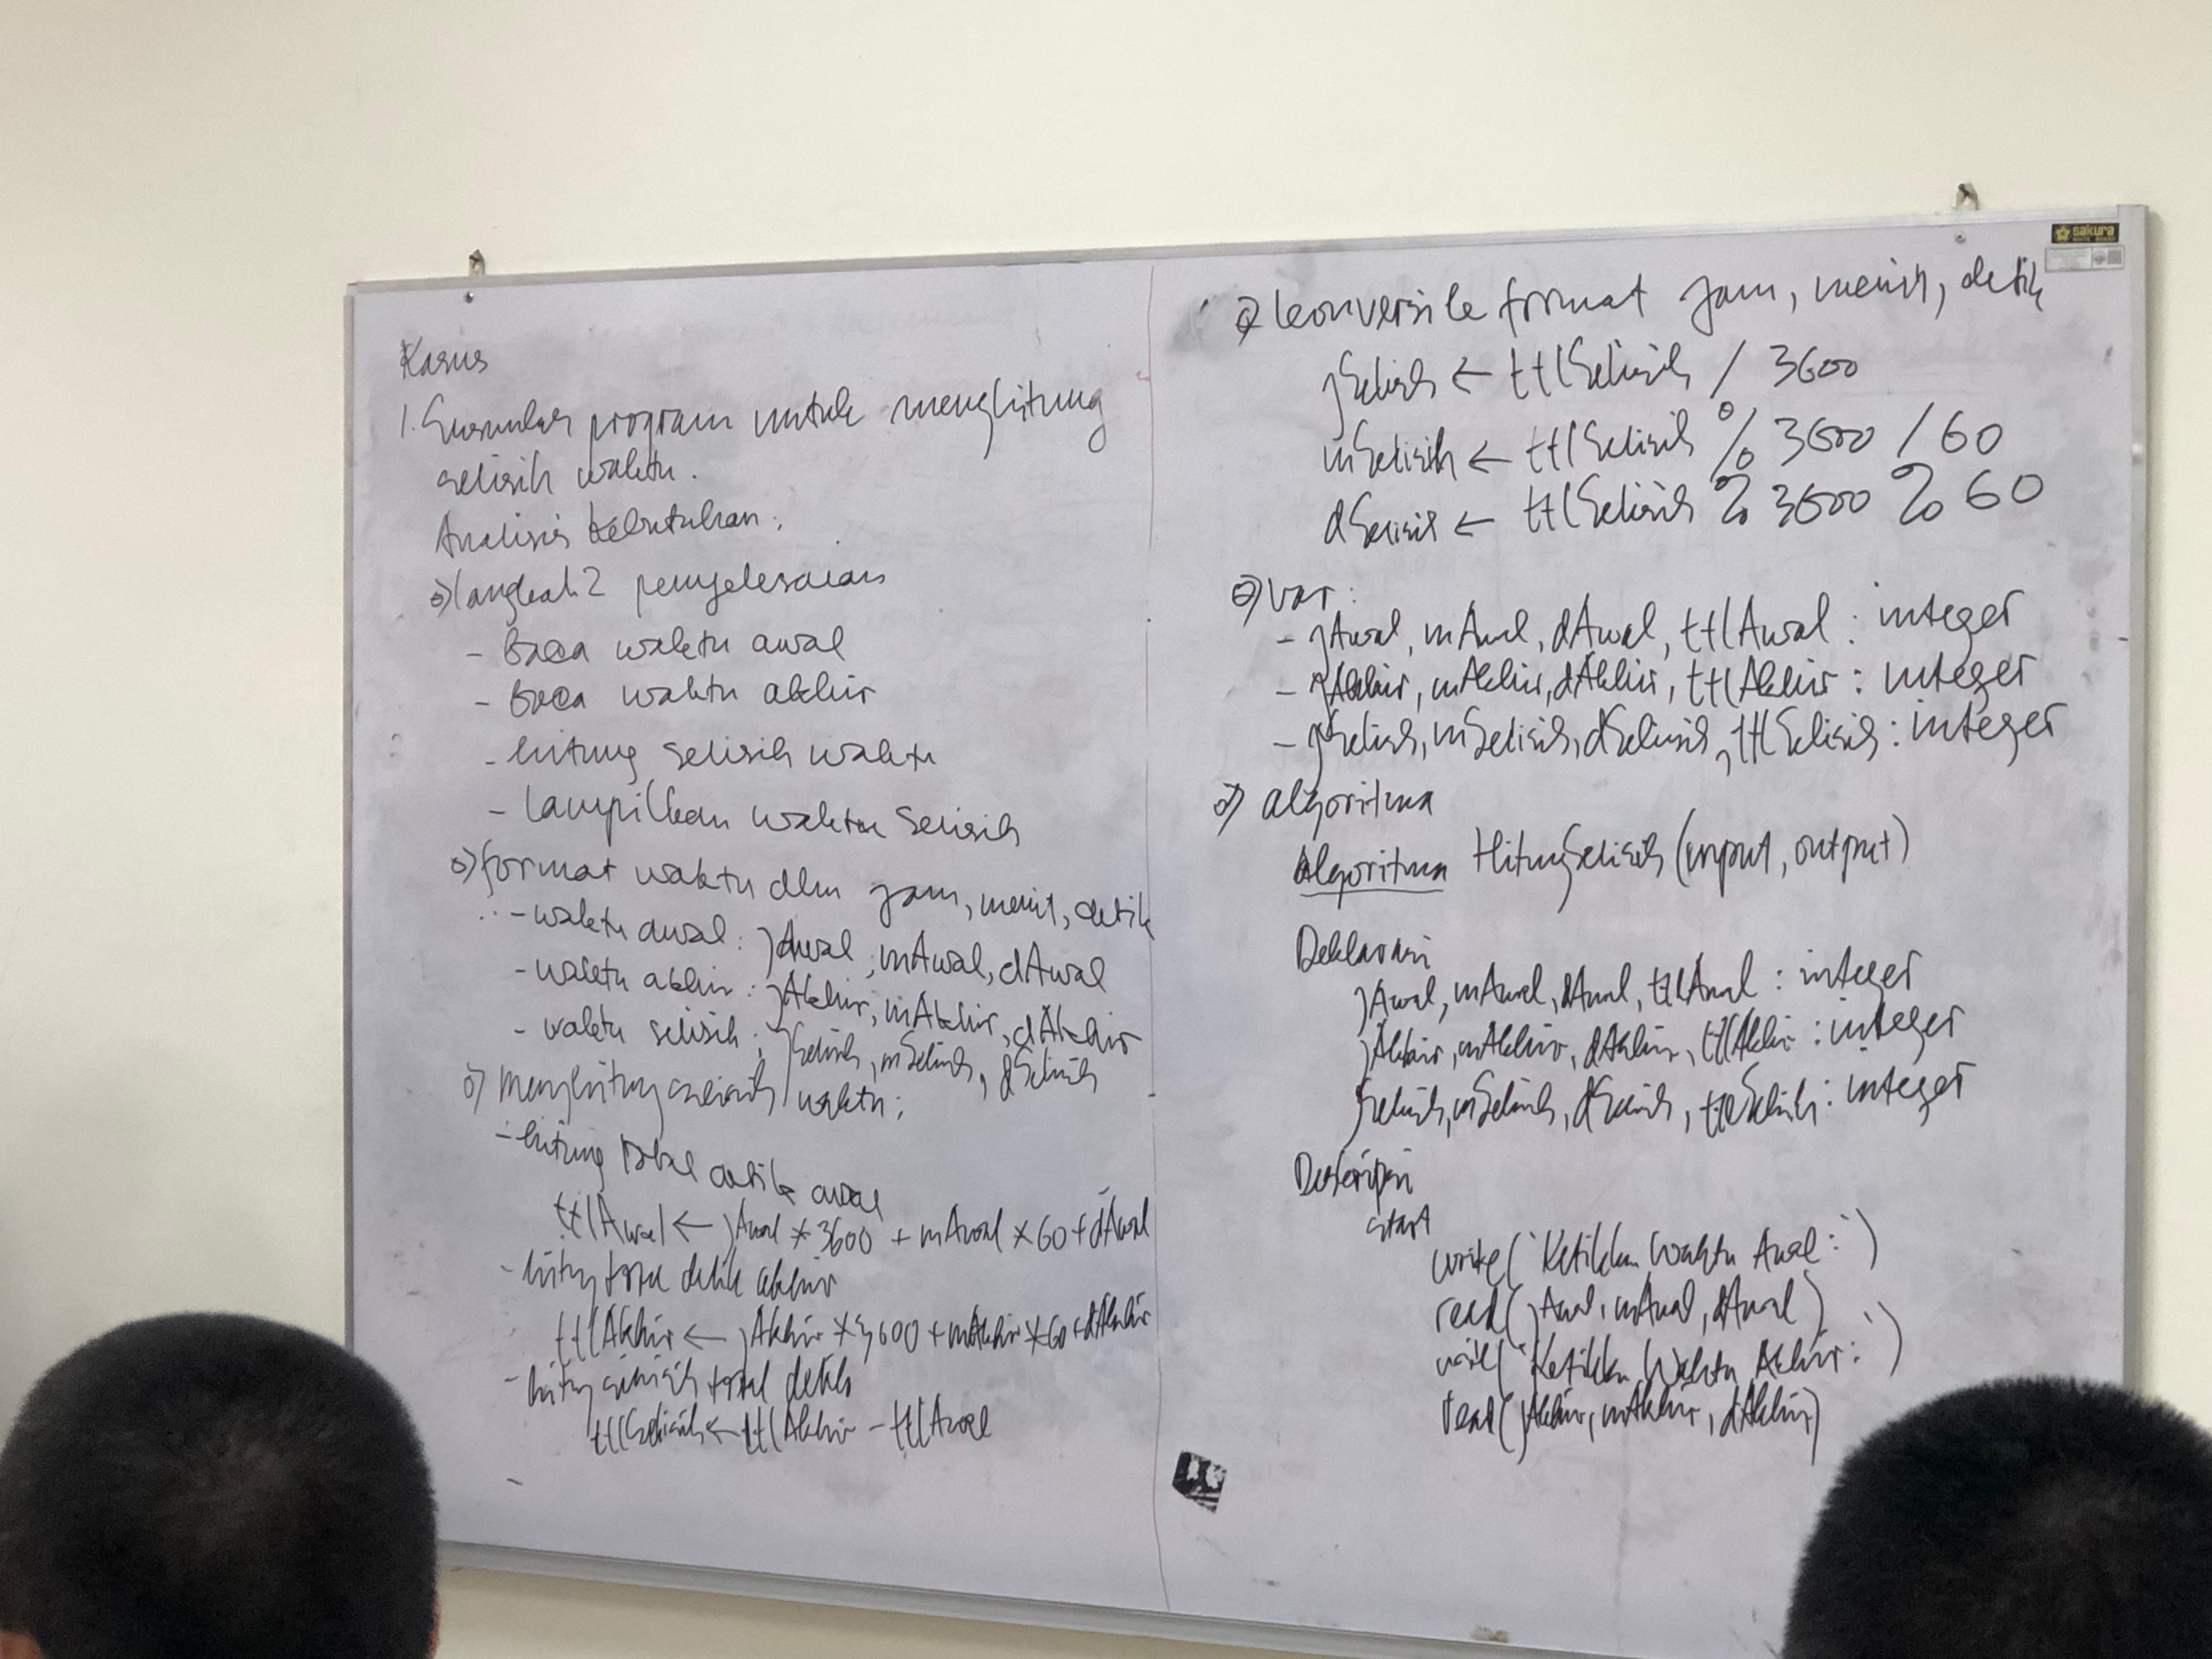 Kasus
1. Susunlah program untuk menghitung
selisih waktu.
Analisis kebutuhan:
o) langkah2 penyelesaian
- Baca waktu awal
- Baca waktu akhir
- hitung selisih waktu
- tampilkan waktu selisih
o) format waktu dlm jam, menit, detik
- waktu awal : jAwal, mAwal, dAwal
- waktu akhir : jAkhir, mAkhir, dAkhir
- waktu selisih : jSelisih, mSelisih, dSelisih
o) menghitung selisih waktu:
- hitung total detik awal
ttlAwal ← jAwal * 3600 + mAwal * 60 + dAwal
- hitung total detik akhir
ttlAkhir ← jAkhir * 3600 + mAkhir * 60 + dAkhir
- hitung selisih total detik
ttlSelisih ← ttlAkhir - ttlAwal
-
o) konversi ke format jam, menit, detik
jSelisih ← ttlSelisih / 3600
mSelisih ← ttlSelisih % 3600 / 60
dSelisih ← ttlSelisih % 3600 % 60
o) var :
- jAwal, mAwal, dAwal, ttlAwal : integer
- jAkhir, mAkhir, dAkhir, ttlAkhir : integer
- jSelisih, mSelisih, dSelisih, ttlSelisih : integer
o) algoritma
Algoritma HitungSelisih (input, output)
Deklarasi
jAwal, mAwal, dAwal, ttlAwal : integer
jAkhir, mAkhir, dAkhir, ttlAkhir : integer
jSelisih, mSelisih, dSelisih, ttlSelisih : integer
Deskripsi
start
write('Ketikkan Waktu Awal : ')
read(jAwal, mAwal, dAwal)
write('Ketikkan Waktu Akhir : ')
read(jAkhir, mAkhir, dAkhir)
sakura